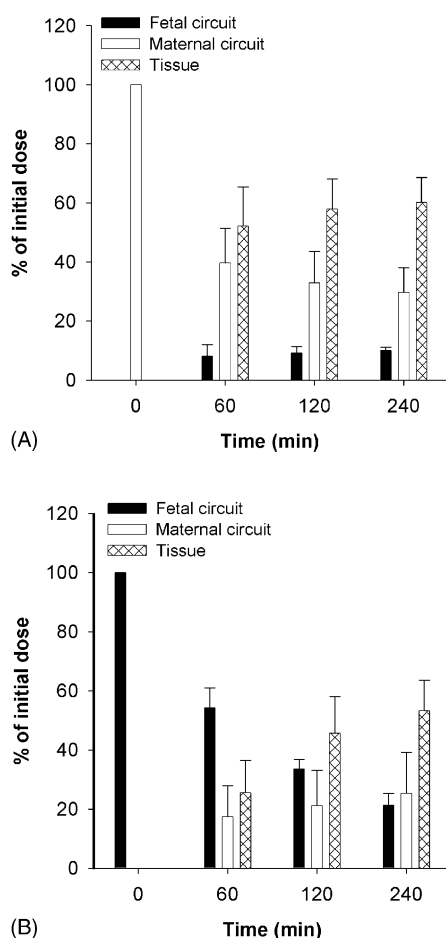 120
Fetal circuit
Maternal circuit
Tissue
100
80
60
40
20
0
% of initial dose
0 60 120 240
Time (min)
(A)
120
Fetal circuit
Maternal circuit
Tissue
100
80
60
40
20
0
% of initial dose
0 60 120 240
Time (min)
(B)